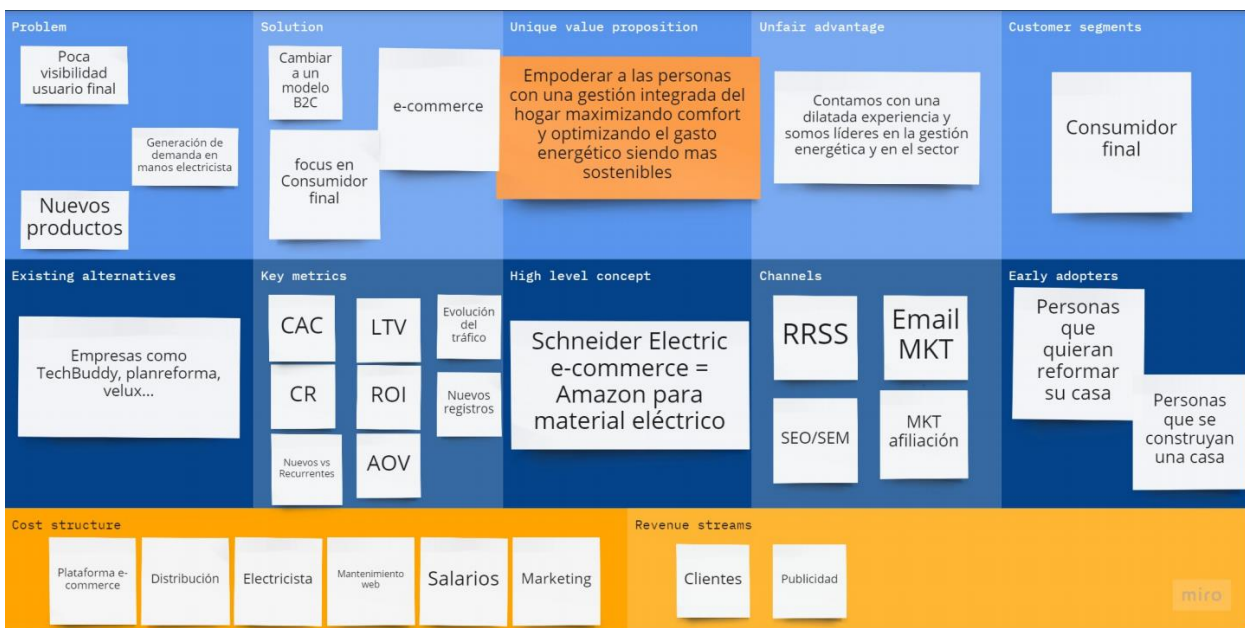 Problem
Poca
visibilidad
usuario final
Generación de
demanda en
manos electricista
Nuevos
productos
Solution
Cambiar
a un
modelo
B2C
e-commerce
focus en
Consumidor
final
Unique value proposition
Empoderar a las personas
con una gestión integrada del
hogar maximizando comfort
y optimizando el gasto
energético siendo mas
sostenibles
Unfair advantage
Contamos con una
dilatada experiencia y
somos líderes en la gestión
energética y en el sector
Customer segments
Consumidor
final
Existing alternatives
Empresas como
TechBuddy, planreforma,
velux...
Key metrics
CAC
LTV
Evolución
del
tráfico
CR
ROI
Nuevos
registros
Nuevos vs
Recurrentes
AOV
High level concept
Schneider Electric
e-commerce =
Amazon para
material eléctrico
Channels
RRSS
Email
MKT
SEO/SEM
MKT
afiliación
Early adopters
Personas
que
quieran
reformar
su casa
Personas
que se
construyan
una casa
Cost structure
Plataforma e-
commerce
Distribución
Electricista
Mantenimiento
web
Salarios
Marketing
Revenue streams
Clientes
Publicidad
miro